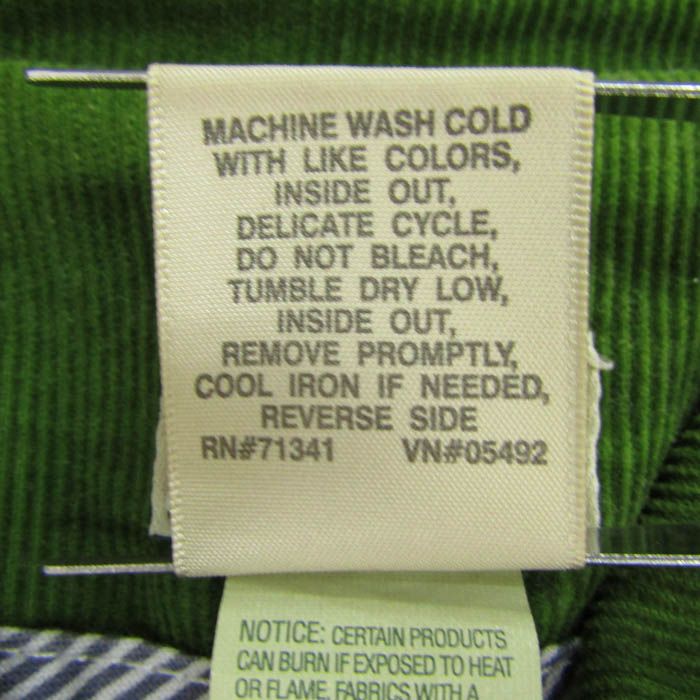 MACHINE WASH COLD
WITH LIKE COLORS,
INSIDE OUT,
DELICATE CYCLE,
DO NOT BLEACH,
TUMBLE DRY LOW,
INSIDE OUT,
REMOVE PROMPTLY,
COOL IRON IF NEEDED,
REVERSE SIDE
RN#71341 VN#05492
NOTICE: CERTAIN PRODUCTS
CAN BURN IF EXPOSED TO HEAT
OR FLAME. FABRICS WITH A